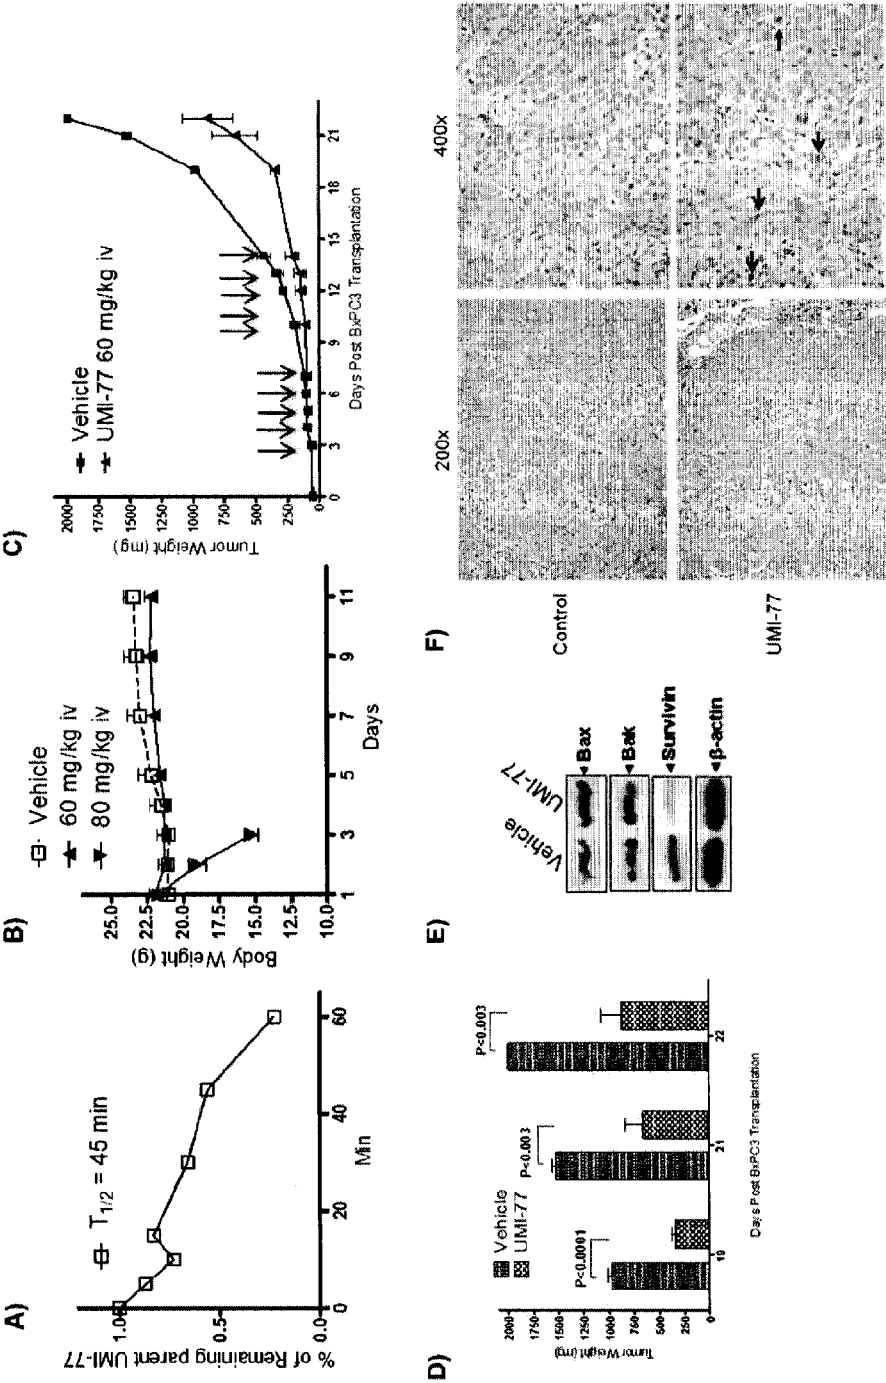 A)
T1/2 = 45 min
% of Remaining parent UMI-77
1.0
0.5
0.0
0
20
40
60
Min
B)
Vehicle
60 mg/kg iv
80 mg/kg iv
Body Weight (g)
25.0
22.5
20.0
17.5
15.0
12.5
10.0
1
3
5
7
9
11
Days
C)
Vehicle
UMI-77 60 mg/kg iv
Tumor Weight (mg)
2000
1750
1500
1250
1000
750
500
250
0
0
3
6
9
12
15
18
21
Days Post BxPC3 Transplantation
D)
Vehicle
UMI-77
P<0.0001
P<0.003
P<0.003
Tumor Weight (mg)
2000
1750
1500
1250
1000
750
500
250
0
19
21
22
Days Post BxPC3 Transplantation
E)
Vehicle
UMI-77
Bax
Bak
Survivin
β-actin
F)
200x
400x
Control
UMI-77